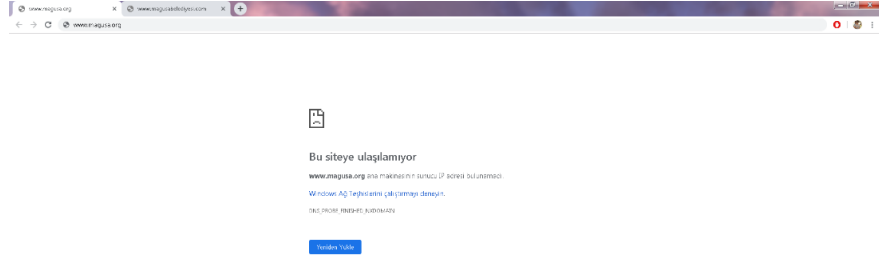 www.magusa.org
www.magusabelediyesi.com
www.magusa.org
Bu siteye ulaşılamıyor
www.magusa.org ana makinesinin sunucu IP adresi bulunamadı.
Windows Ağ Teşhislerini çalıştırmayı deneyin.
DNS_PROBE_FINISHED_NXDOMAIN
Yeniden Yükle